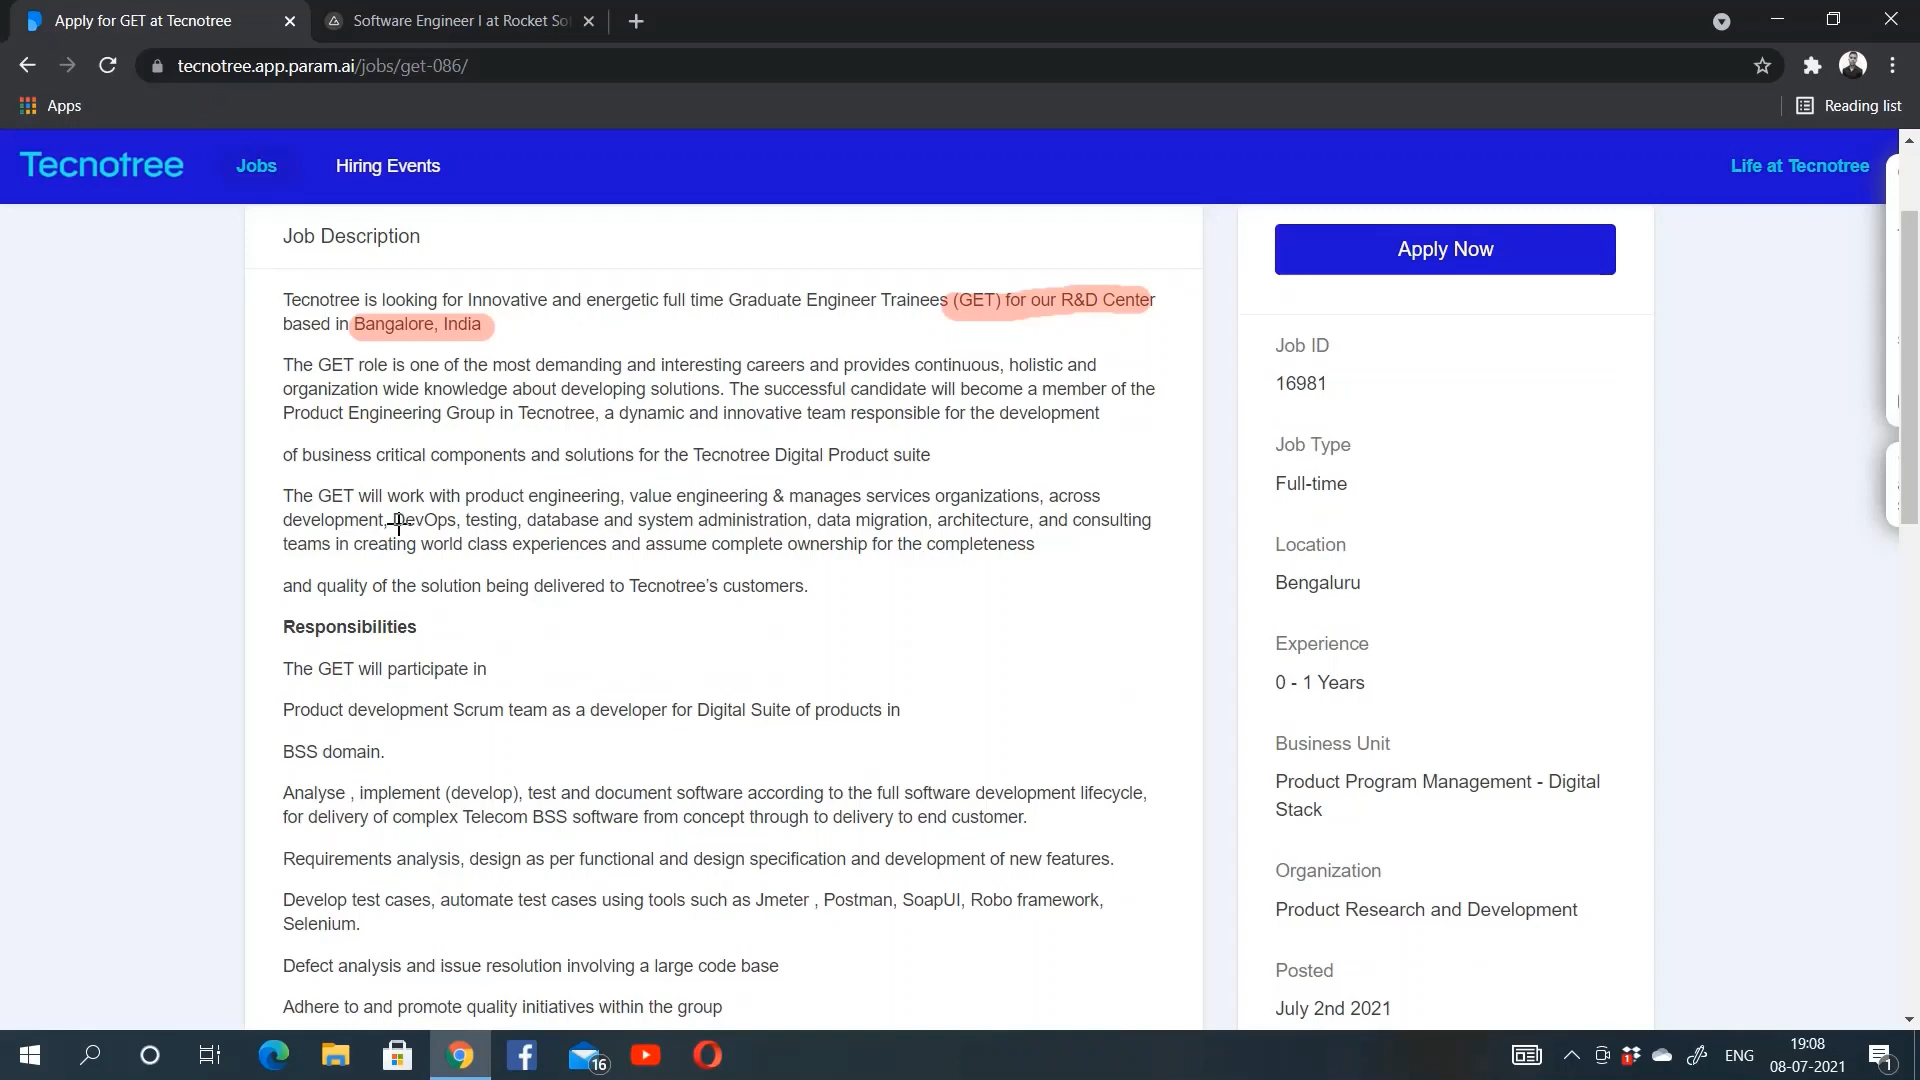 Apply for GET at Tecnotree
Software Engineer I at Rocket So
tecnotree.app.param.ai/jobs/get-086/
Apps
Reading list
Tecnotree
Jobs
Hiring Events
Life at Tecnotree
Job Description
Tecnotree is looking for Innovative and energetic full time Graduate Engineer Trainees (GET) for our R&D Center
based in Bangalore, India
The GET role is one of the most demanding and interesting careers and provides continuous, holistic and
organization wide knowledge about developing solutions. The successful candidate will become a member of the
Product Engineering Group in Tecnotree, a dynamic and innovative team responsible for the development
of business critical components and solutions for the Tecnotree Digital Product suite
The GET will work with product engineering, value engineering & manages services organizations, across
development, DevOps, testing, database and system administration, data migration, architecture, and consulting
teams in creating world class experiences and assume complete ownership for the completeness
and quality of the solution being delivered to Tecnotree’s customers.
Responsibilities
The GET will participate in
Product development Scrum team as a developer for Digital Suite of products in
BSS domain.
Analyse , implement (develop), test and document software according to the full software development lifecycle,
for delivery of complex Telecom BSS software from concept through to delivery to end customer.
Requirements analysis, design as per functional and design specification and development of new features.
Develop test cases, automate test cases using tools such as Jmeter , Postman, SoapUI, Robo framework,
Selenium.
Defect analysis and issue resolution involving a large code base
Adhere to and promote quality initiatives within the group
Apply Now
Job ID
16981
Job Type
Full-time
Location
Bengaluru
Experience
0 - 1 Years
Business Unit
Product Program Management - Digital
Stack
Organization
Product Research and Development
Posted
July 2nd 2021
16
1
ENG
19:08
08-07-2021
1